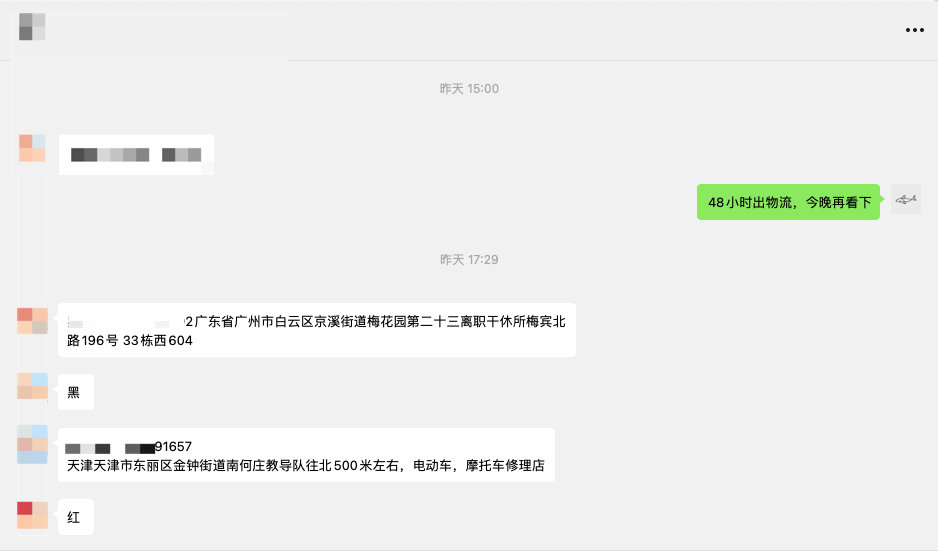 昨天 15:00
48小时出物流，今晚再看下
昨天 17:29
02广东省广州市白云区京溪街道梅花园第二十三离职干休所梅宾北
路196号 33栋西604
黑
91657
天津天津市东丽区金钟街道南何庄教导队往北500米左右，电动车，摩托车修理店
红